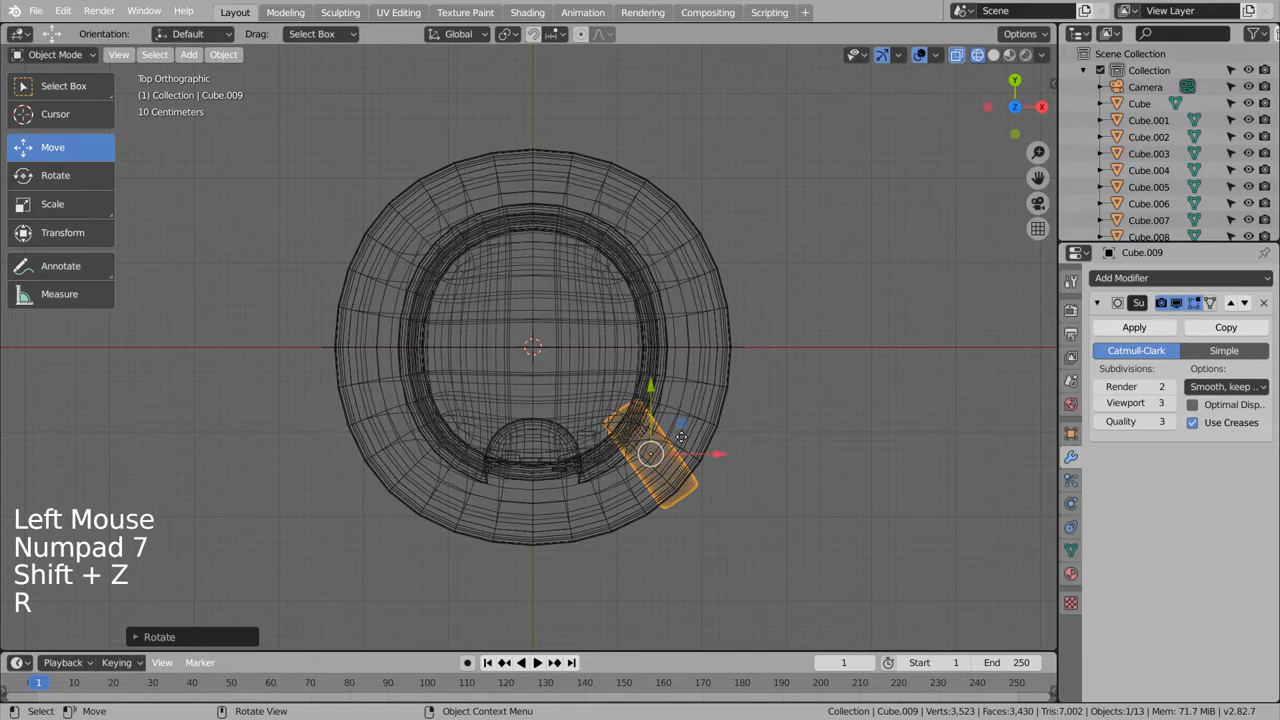 File Edit Render Window Help
Layout Modeling Sculpting UV Editing Texture Paint Shading Animation Rendering Compositing Scripting +
Scene View Layer
Orientation: Default Drag: Select Box Global Options
Object Mode View Select Add Object
Select Box
Cursor
Move
Rotate
Scale
Transform
Annotate
Measure
Top Orthographic
(1) Collection | Cube.009
10 Centimeters
Y
Z
X
Left Mouse
Numpad 7
Shift + Z
R
Rotate
Scene Collection
Collection
Camera
Cube
Cube.001
Cube.002
Cube.003
Cube.004
Cube.005
Cube.006
Cube.007
Cube.008
Cube.009
Add Modifier
Su
Apply Copy
Catmull-Clark Simple
Subdivisions: Options:
Render 2 Smooth, keep ..
Viewport 3 Optimal Disp..
Quality 3 Use Creases
Playback Keying View Marker
1 Start 1 End 250
1 10 20 30 40 50 60 70 80 90 100 110 120 130 140 150 160 170 180 190 200 210 220 230 240 250
Select Move Rotate View Object Context Menu Collection | Cube.009 | Verts:3,523 | Faces:3,430 | Tris:7,002 | Objects:1/13 | Mem: 71.7 MiB | v2.82.7